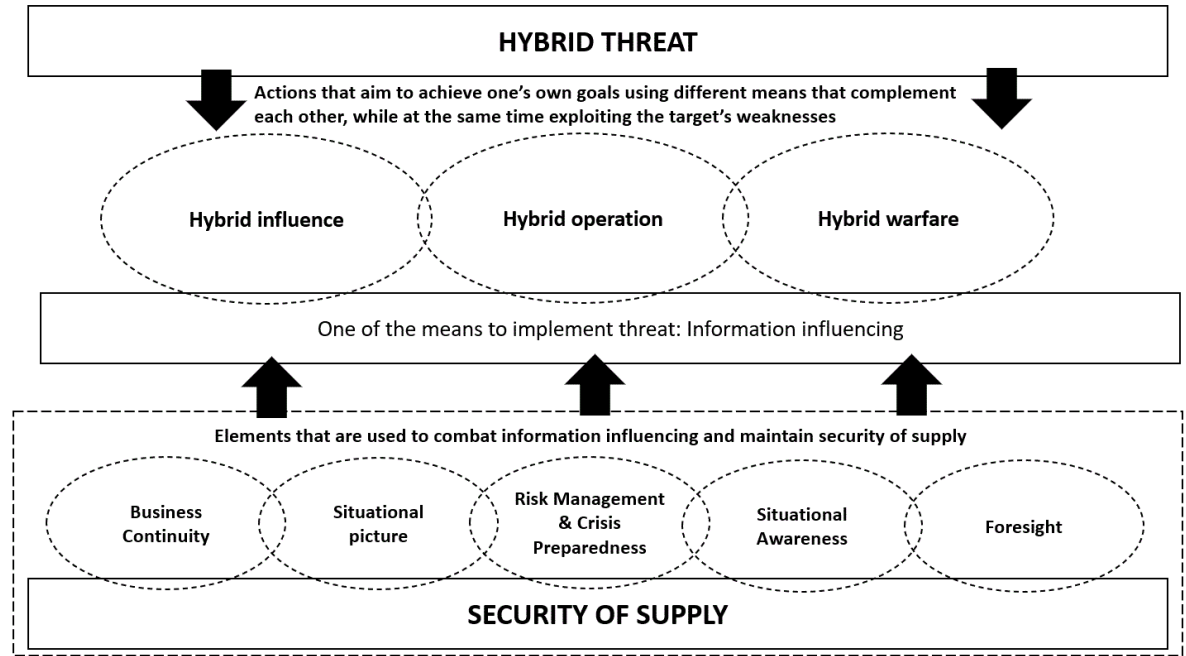 HYBRID THREAT
Actions that aim to achieve one’s own goals using different means that complement
each other, while at the same time exploiting the target’s weaknesses
Hybrid influence
Hybrid operation
Hybrid warfare
One of the means to implement threat: Information influencing
Elements that are used to combat information influencing and maintain security of supply
Business
Continuity
Situational
picture
Risk Management
& Crisis
Preparedness
Situational
Awareness
Foresight
SECURITY OF SUPPLY